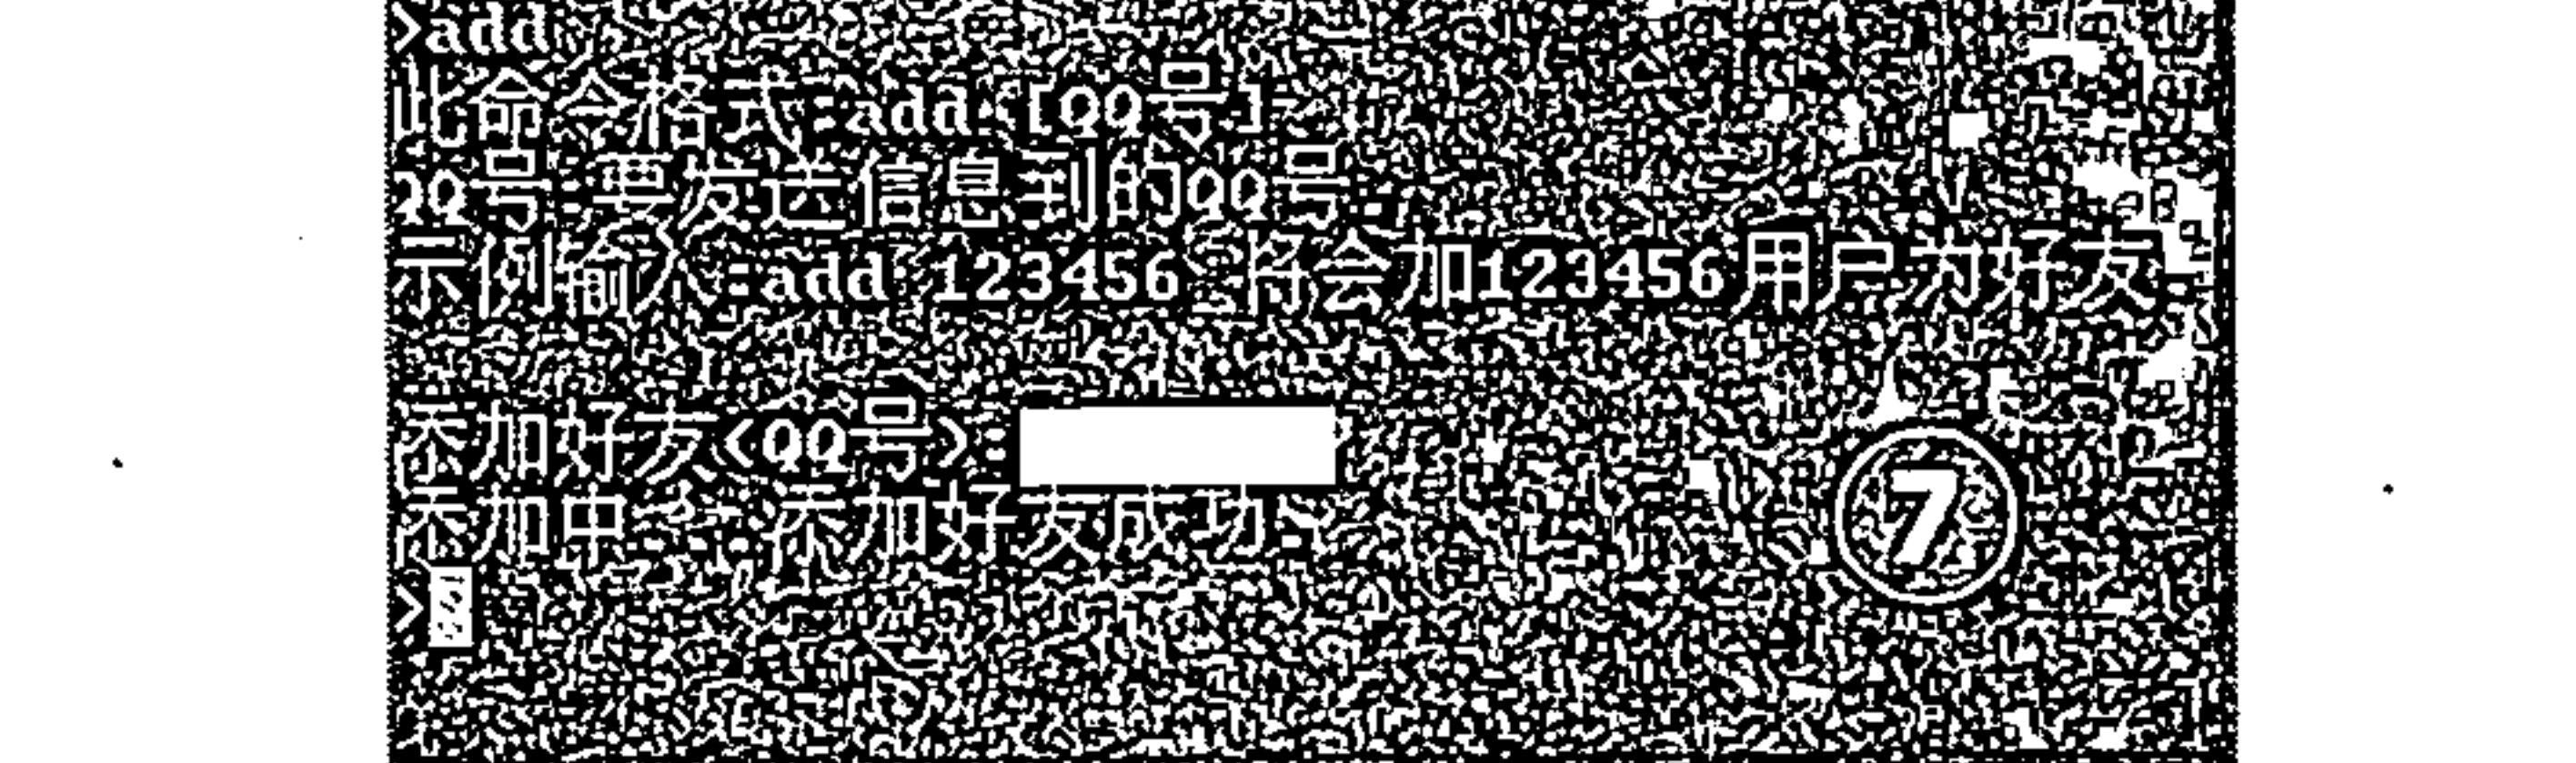 >add
此命令格式:add [QQ号]
QQ号:要发送信息到的QQ号
示例输入:add 123456 将会加123456用户为好友
添加好友<QQ号>:
添加中... 添加好友成功~
>
7